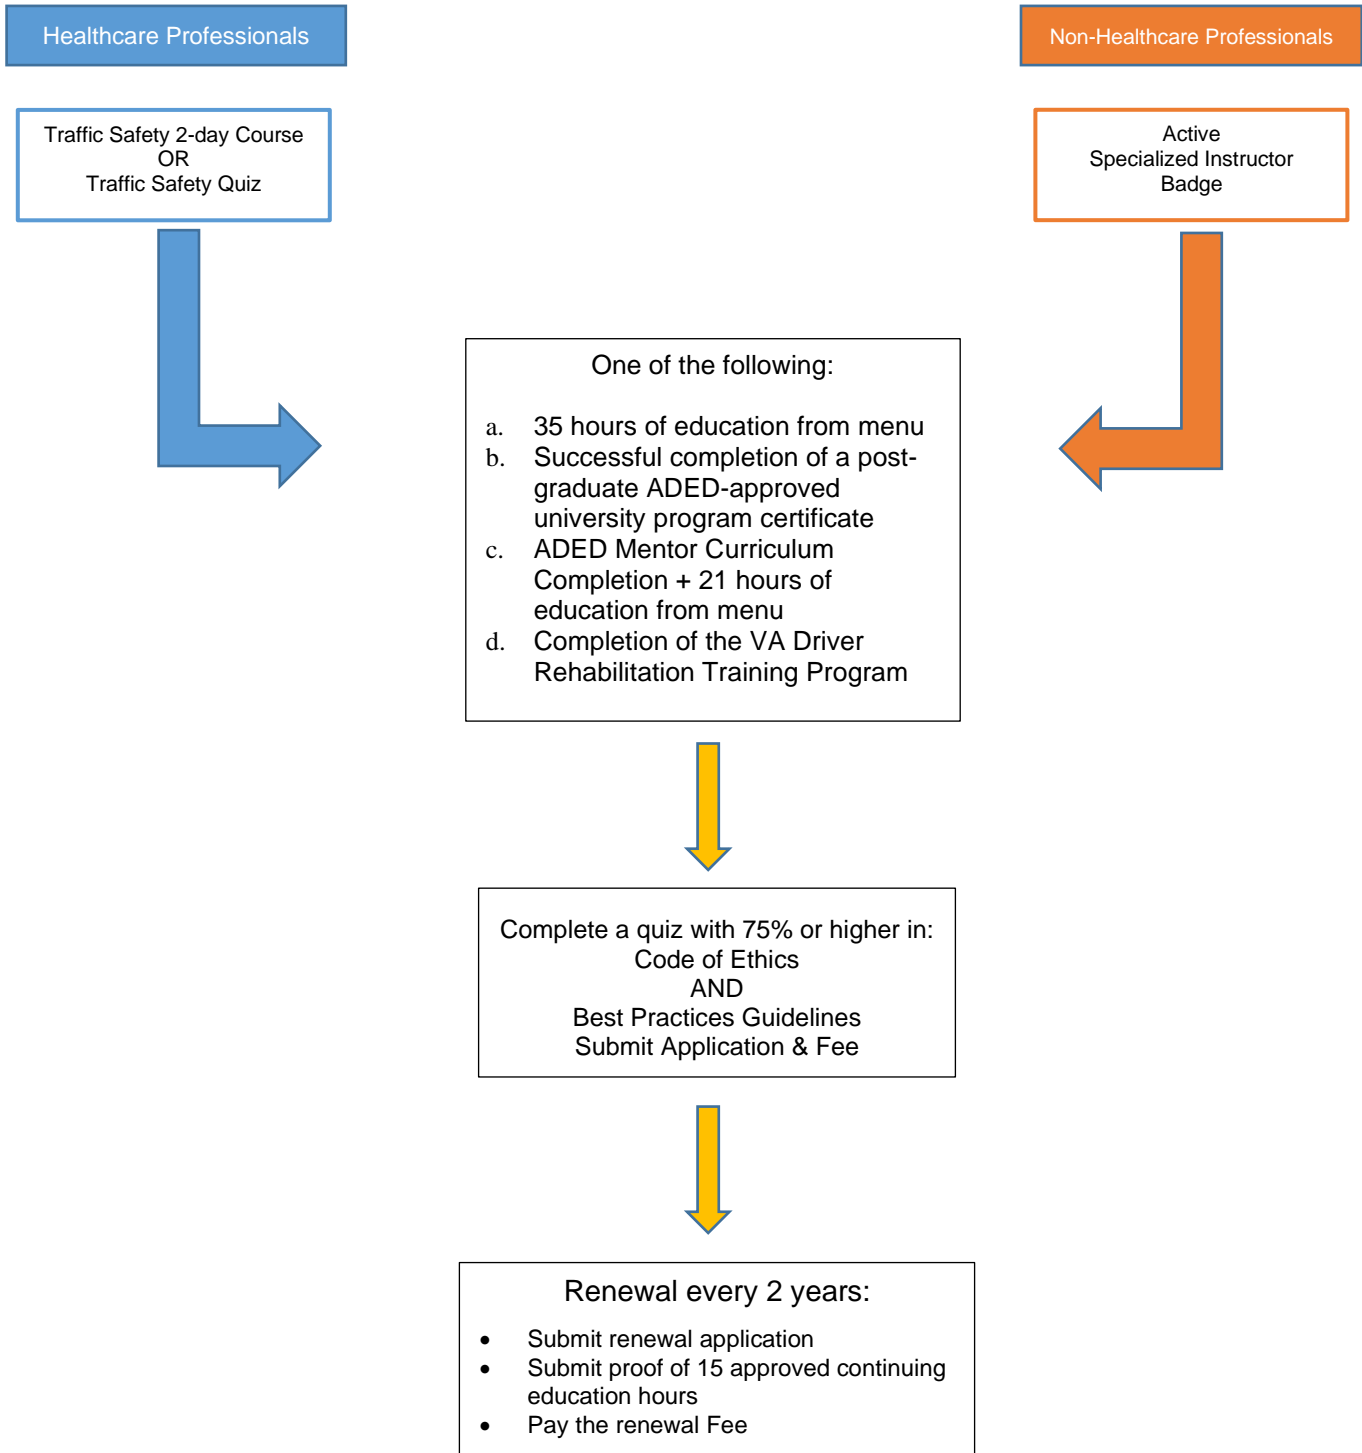 Healthcare Professionals
Non-Healthcare Professionals
Traffic Safety 2-day Course
OR
Traffic Safety Quiz
Active
Specialized Instructor
Badge
One of the following:
a. 35 hours of education from menu
b. Successful completion of a post-
graduate ADED-approved
university program certificate
c. ADED Mentor Curriculum
Completion + 21 hours of
education from menu
d. Completion of the VA Driver
Rehabilitation Training Program
Complete a quiz with 75% or higher in:
Code of Ethics
AND
Best Practices Guidelines
Submit Application & Fee
Renewal every 2 years:
• Submit renewal application
• Submit proof of 15 approved continuing
education hours
• Pay the renewal Fee